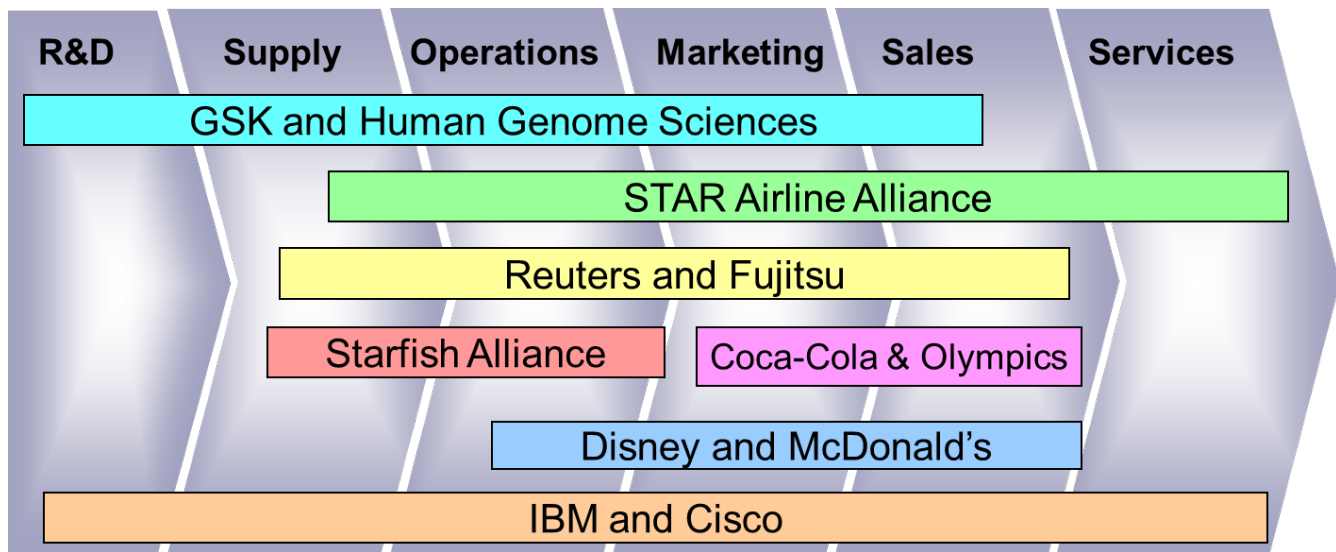 R&D Supply Operations Marketing Sales Services
GSK and Human Genome Sciences
STAR Airline Alliance
Reuters and Fujitsu
Starfish Alliance
Coca-Cola & Olympics
Disney and McDonald’s
IBM and Cisco